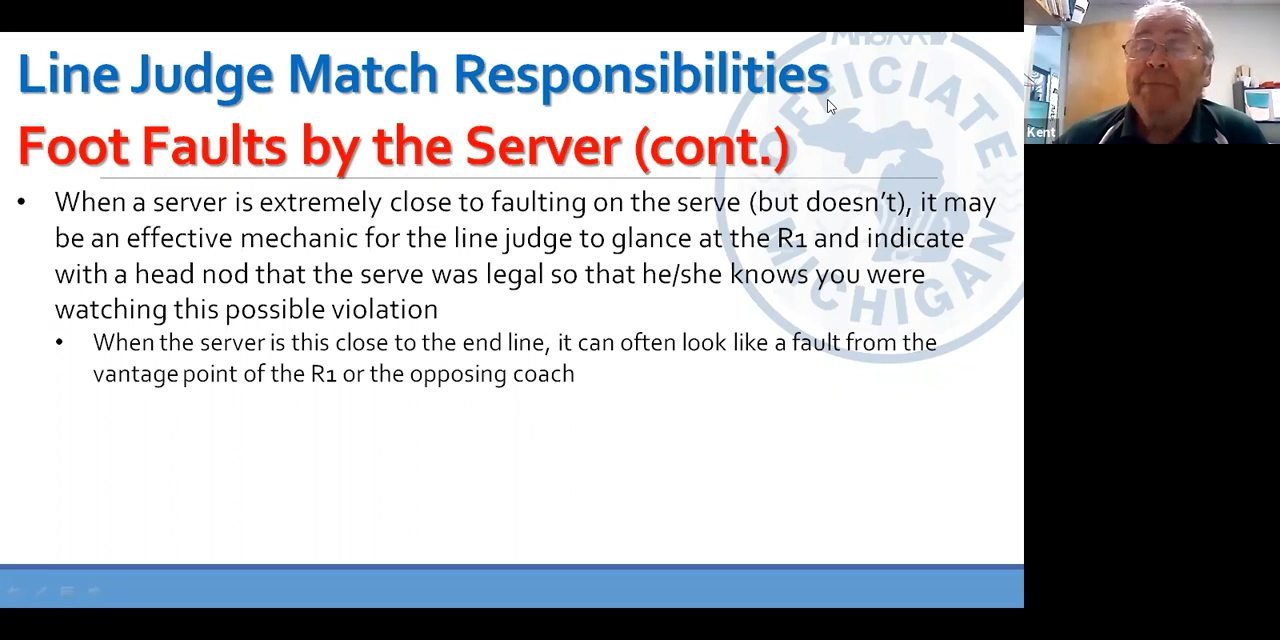 MHSAA
OFFICIATE
MICHIGAN
Line Judge Match Responsibilities
Foot Faults by the Server (cont.)
• When a server is extremely close to faulting on the serve (but doesn't), it may
be an effective mechanic for the line judge to glance at the R1 and indicate
with a head nod that the serve was legal so that he/she knows you were
watching this possible violation
• When the server is this close to the end line, it can often look like a fault from the
vantage point of the R1 or the opposing coach
Kent